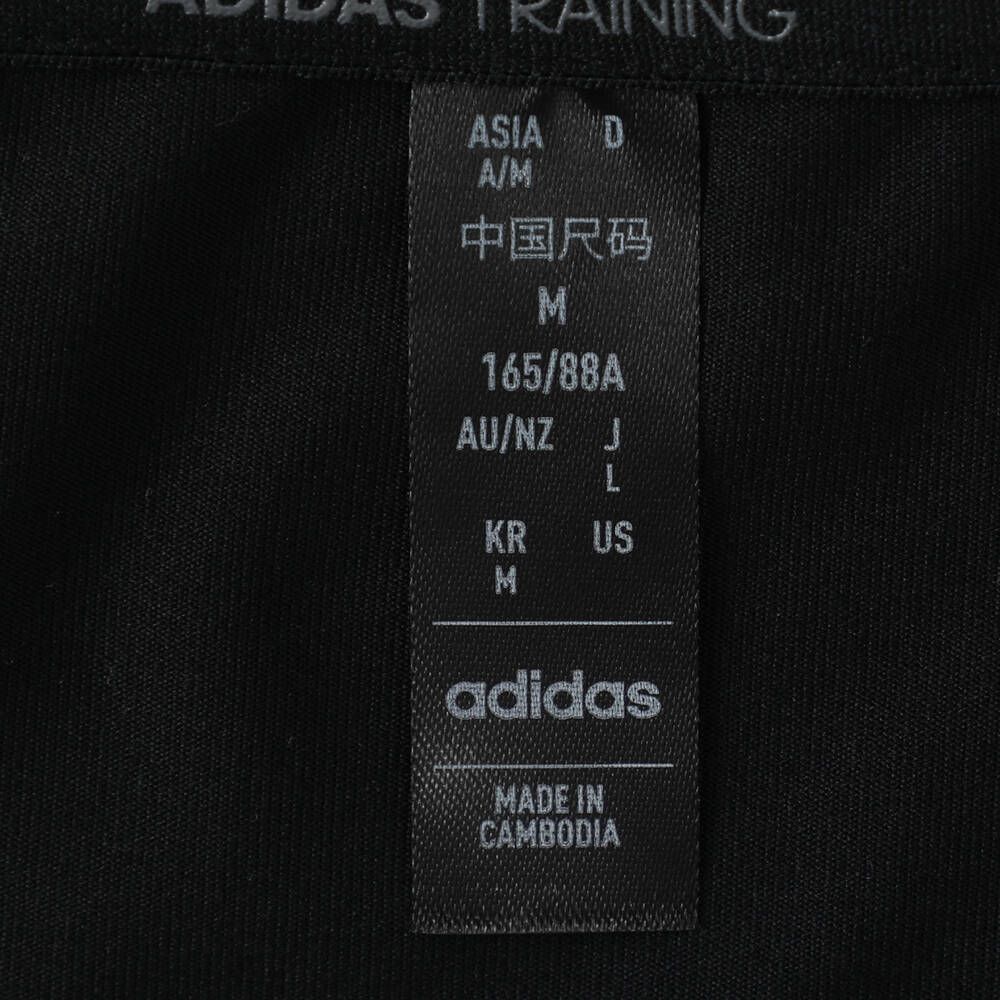 ADIDAS TRAINING
ASIA D
A/M
中国尺码
M
165/88A
AU/NZ J
L
KR US
M
adidas
MADE IN
CAMBODIA